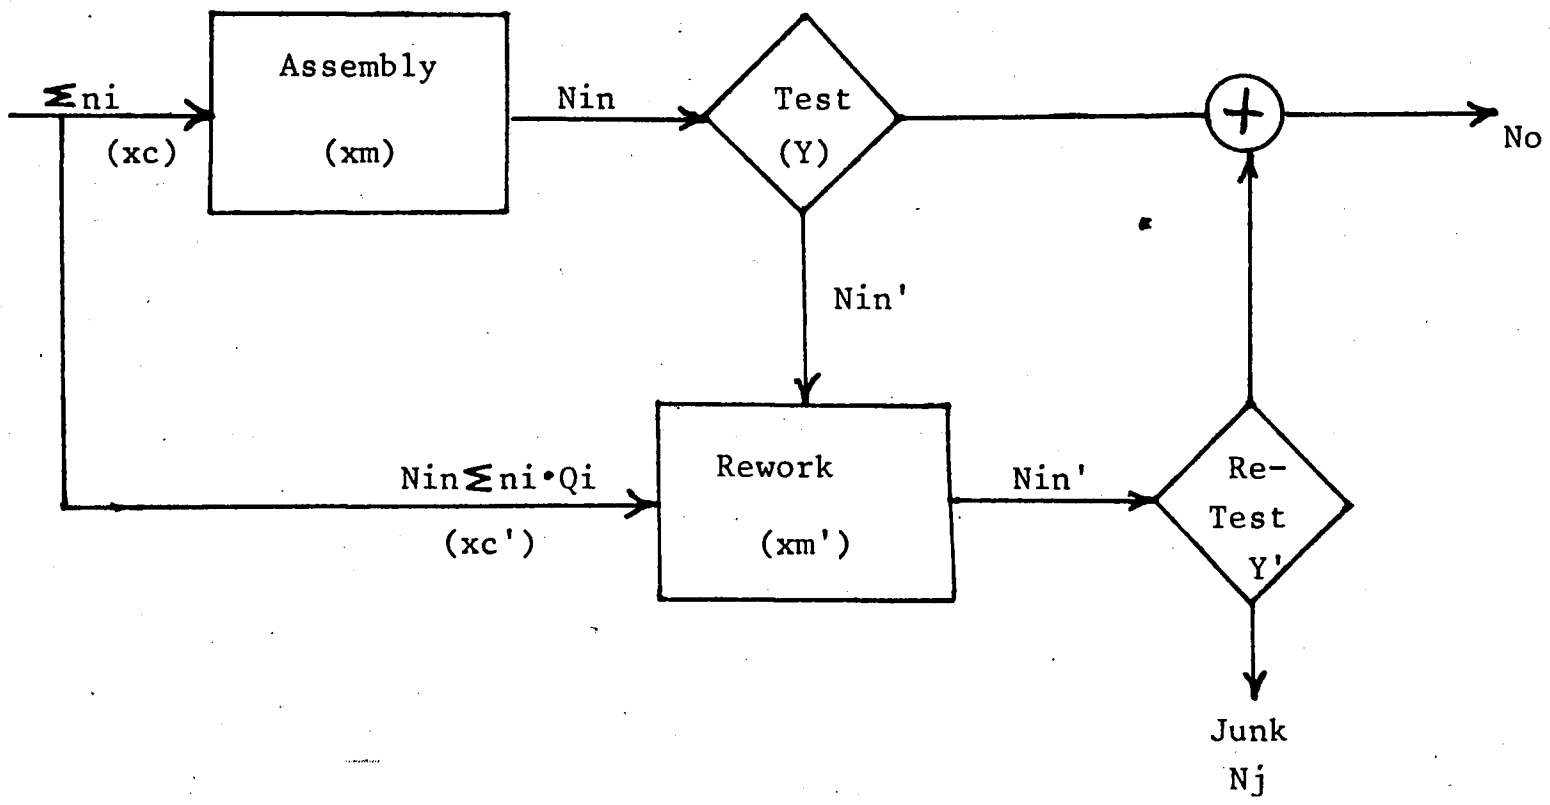 Σni
(xc)
Assembly
(xm)
Nin
Test
(Y)
+
No
Nin'
NinΣni•Qi
(xc')
Rework
(xm')
Nin'
Re-
Test
Y'
Junk
Nj